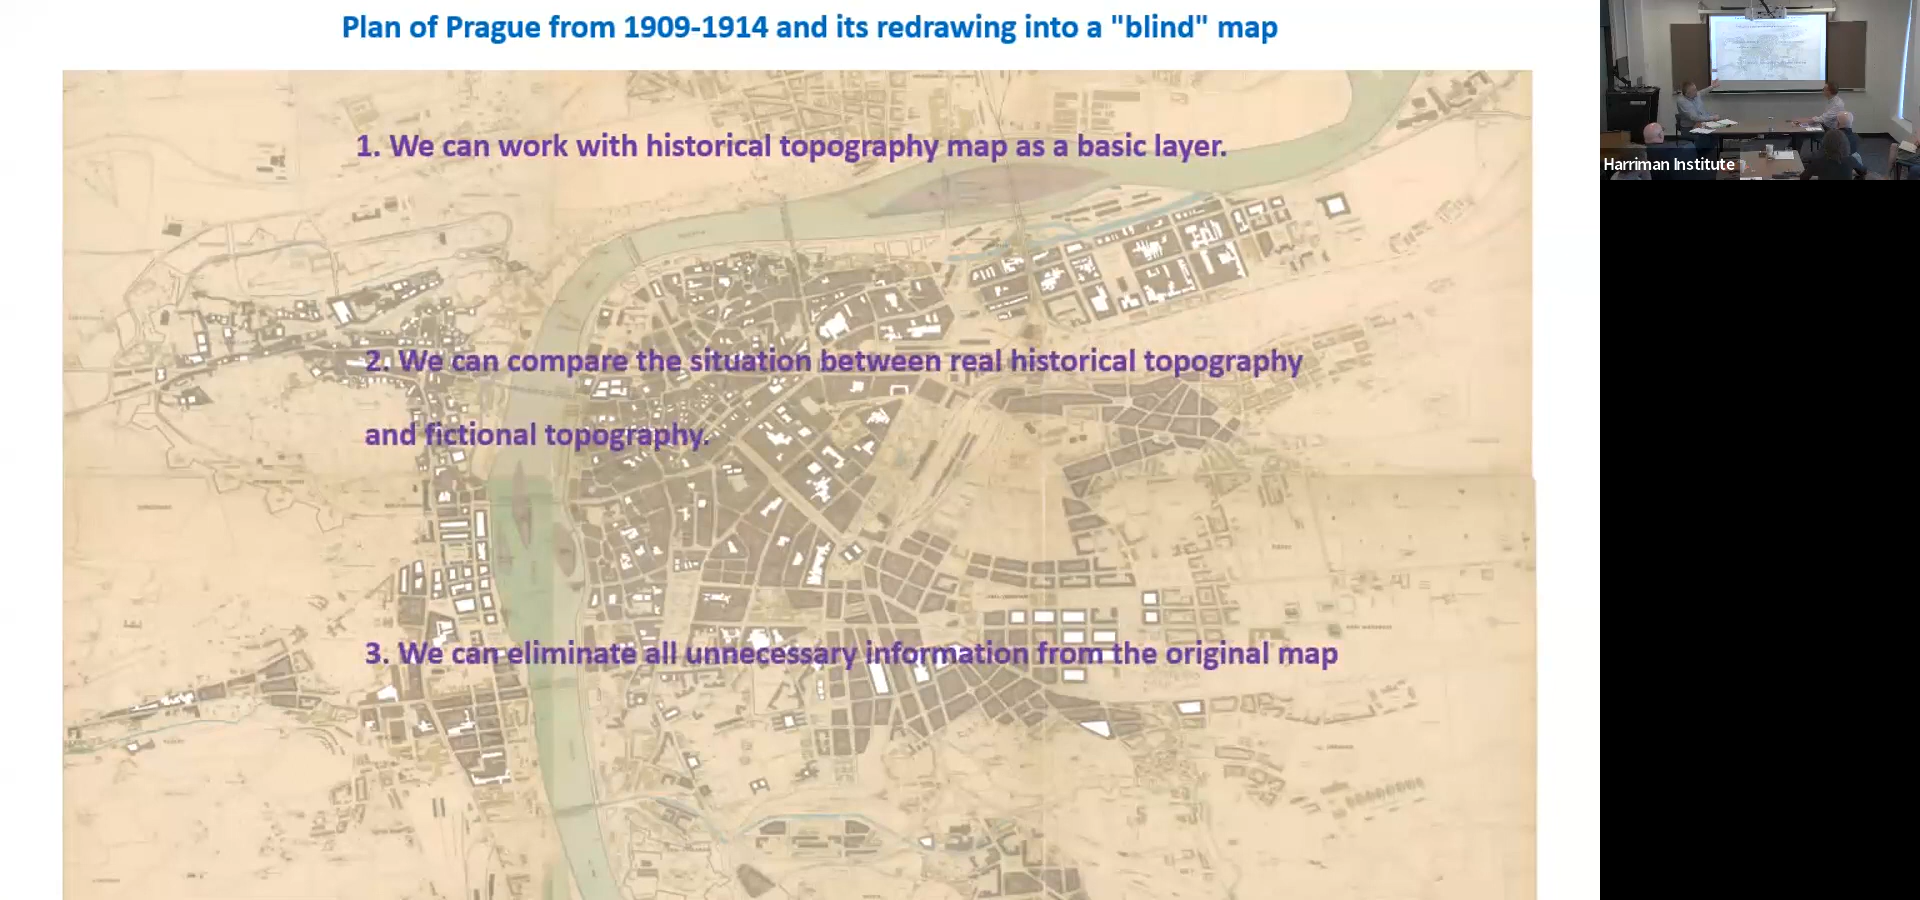 Plan of Prague from 1909-1914 and its redrawing into a "blind" map
1. We can work with historical topography map as a basic layer.
Harriman Institute
2. We can compare the situation between real historical topography
and fictional topography.
3. We can eliminate all unnecessary information from the original map